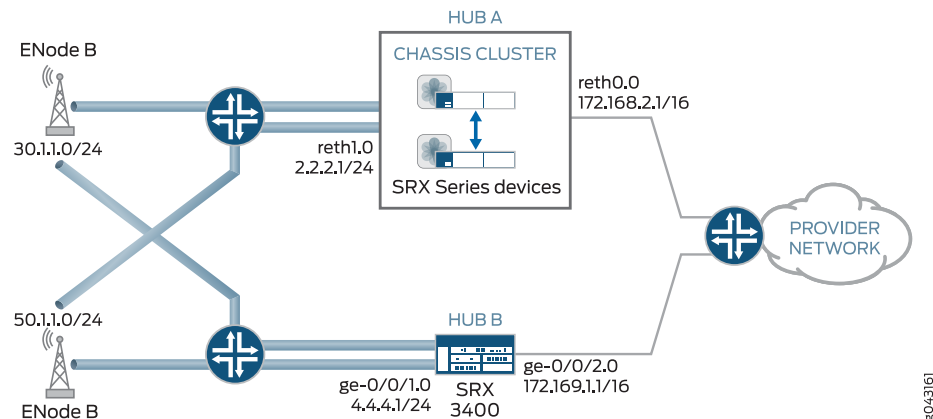 HUB A
ENode B
CHASSIS CLUSTER
reth0.0
172.168.2.1/16
30.1.1.0/24
reth1.0
2.2.2.1/24
SRX Series devices
PROVIDER
NETWORK
50.1.1.0/24
HUB B
ge-0/0/1.0
4.4.4.1/24
SRX
3400
ge-0/0/2.0
172.169.1.1/16
ENode B
g043161